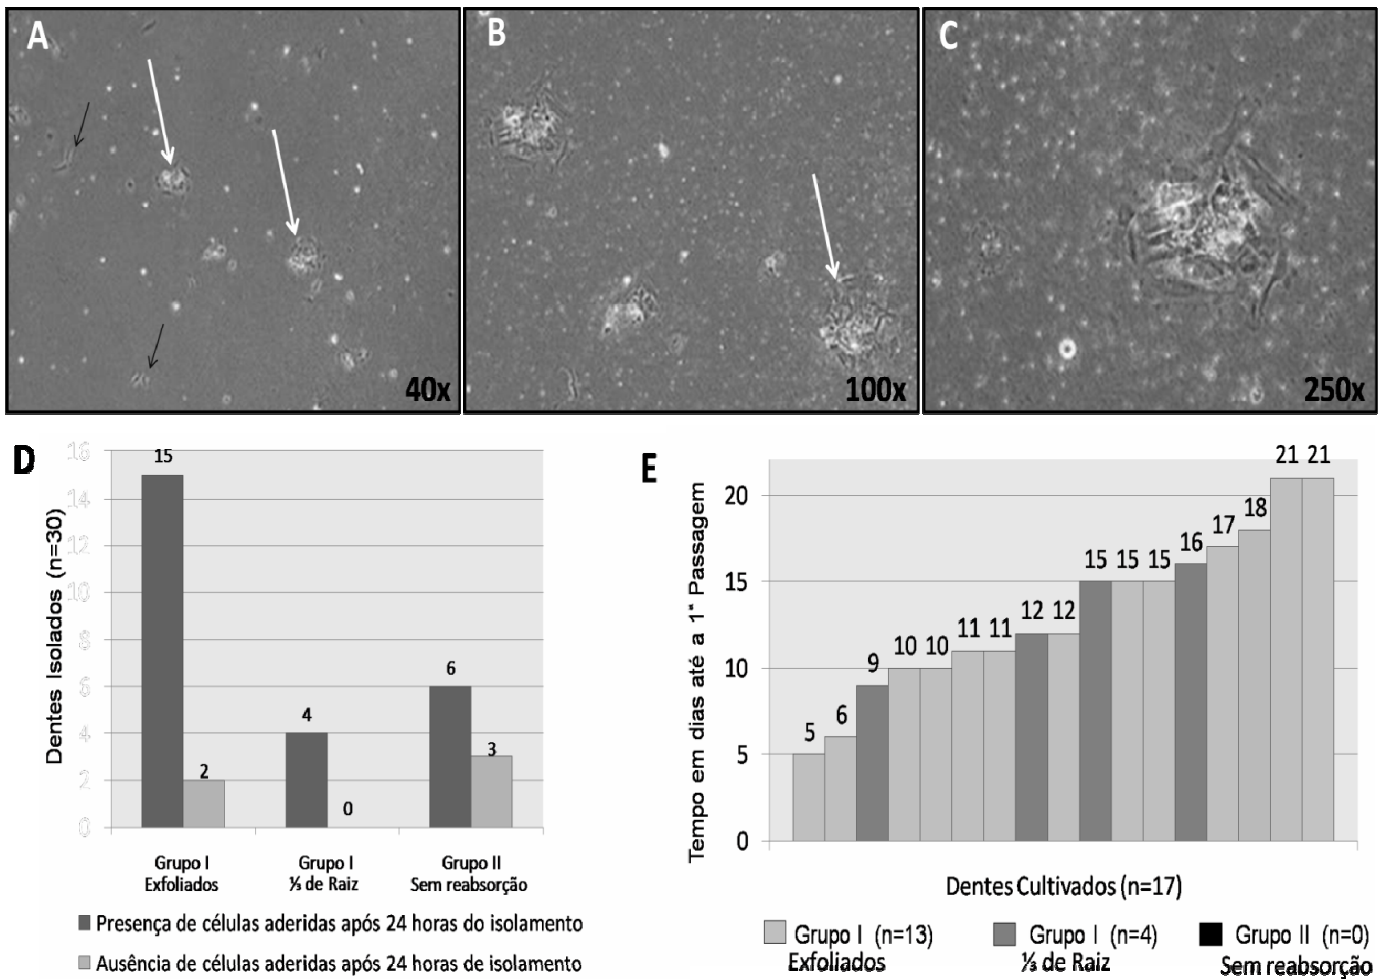 A
B
C
40x
100x
250x
D
Dentes Isolados (n=30)
16
14
12
10
8
6
4
2
0
15
2
4
0
6
3
Grupo I
Exfoliados
Grupo I
⅓ de Raiz
Grupo II
Sem reabsorção
Presença de células aderidas após 24 horas do isolamento
Ausência de células aderidas após 24 horas de isolamento
E
Tempo em dias até a 1ª Passagem
20
15
10
5
0
5
6
9
10
10
11
11
12
12
15
15
15
16
17
18
21
21
Dentes Cultivados (n=17)
Grupo I (n=13)
Exfoliados
Grupo I (n=4)
⅓ de Raiz
Grupo II (n=0)
Sem reabsorção